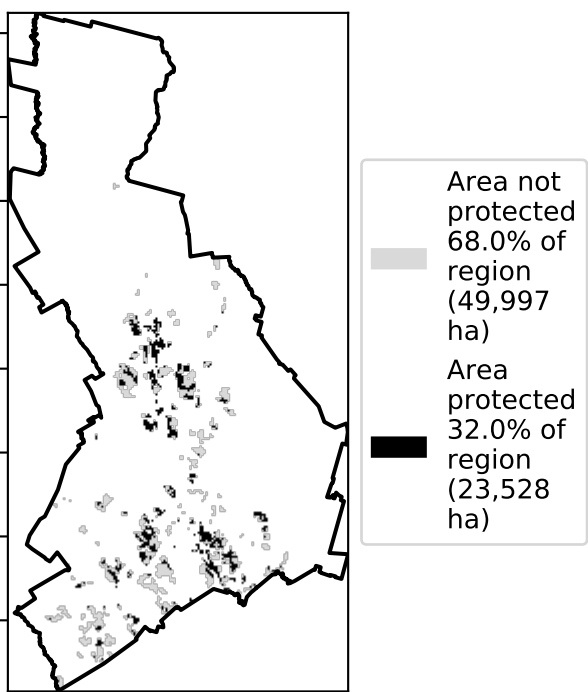 Area not
protected
68.0% of
region
(49,997
ha)
Area
protected
32.0% of
region
(23,528
ha)